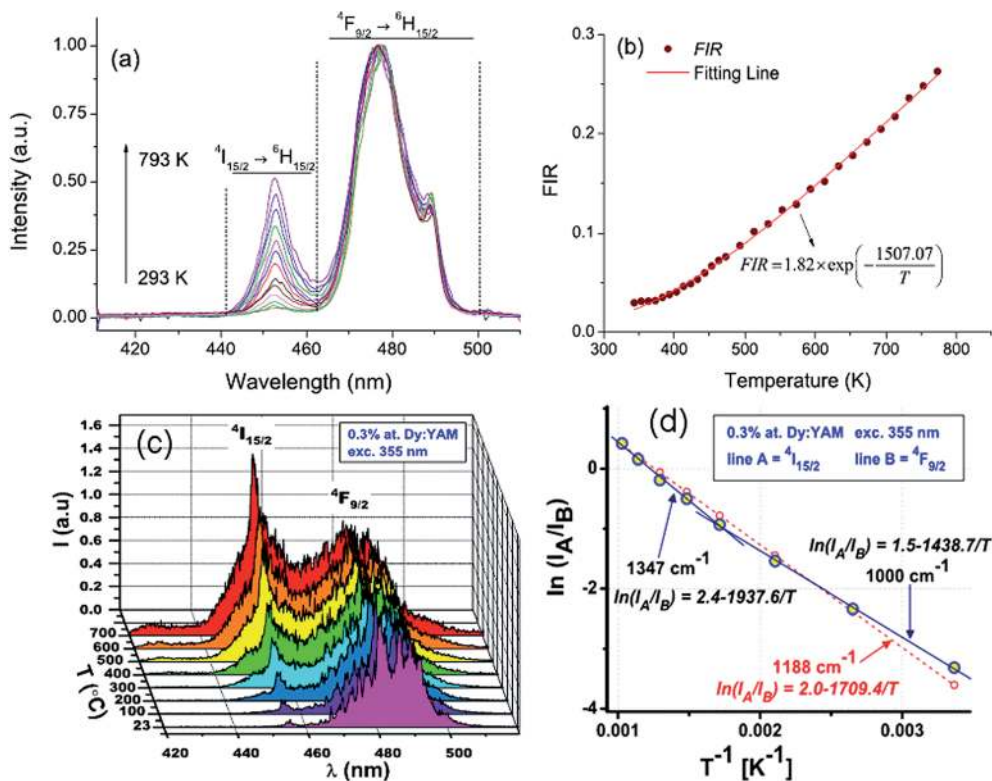 (a)
⁴F₉/₂ → ⁶H₁₅/₂
⁴I₁₅/₂ → ⁶H₁₅/₂
793 K
293 K
Intensity (a.u.)
1.00
0.75
0.50
0.25
0.00
420 440 460 480 500
Wavelength (nm)
(b)
FIR
Fitting Line
FIR
0.3
0.2
0.1
0.0
FIR=1.82×exp(−1507.07/T)
300 400 500 600 700 800
Temperature (K)
(c)
⁴I₁₅/₂
0.3% at. Dy:YAM
exc. 355 nm
⁴F₉/₂
I (a.u)
1.6
1.4
1.2
1.0
0.8
0.6
0.4
0.2
0.0
700
600
500
400
300
200
100
23
T (°C)
420 440 460 480 500
λ (nm)
(d)
0.3% at. Dy:YAM exc. 355 nm
line A = ⁴I₁₅/₂ line B = ⁴F₉/₂
ln (I_A/I_B)
0
-2
-4
1347 cm⁻¹
ln(I_A/I_B) = 2.4-1937.6/T
ln(I_A/I_B) = 1.5-1438.7/T
1000 cm⁻¹
1188 cm⁻¹
ln(I_A/I_B) = 2.0-1709.4/T
0.001 0.002 0.003
T⁻¹ [K⁻¹]